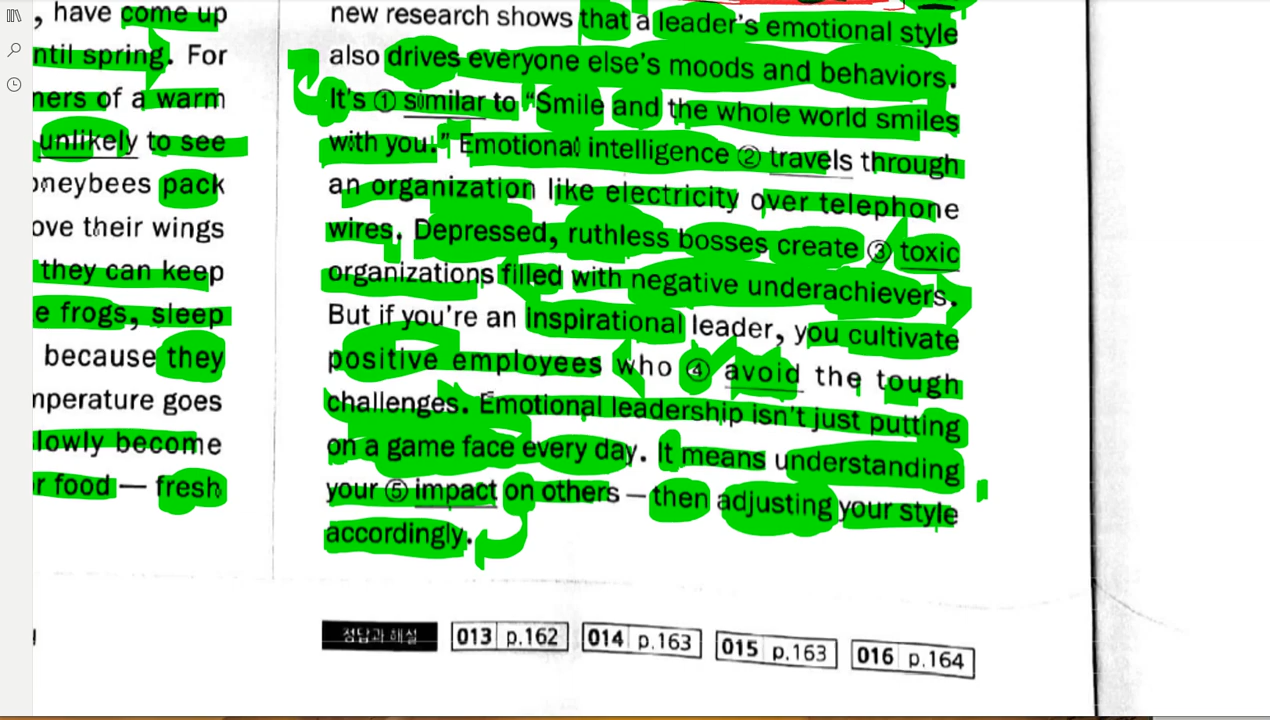 , have come up
ntil spring. For
ners of a warm
unlikely to see
oneybees pack
ove their wings
they can keep
e frogs, sleep
because they
mperature goes
lowly become
r food — fresh
new research shows that a leader's emotional style
also drives everyone else's moods and behaviors.
It's ① similar to "Smile and the whole world smiles
with you." Emotional intelligence ② travels through
an organization like electricity over telephone
wires. Depressed, ruthless bosses create ③ toxic
organizations filled with negative underachievers.
But if you're an inspirational leader, you cultivate
positive employees who ④ avoid the tough
challenges. Emotional leadership isn't just putting
on a game face every day. It means understanding
your ⑤ impact on others — then adjusting your style
accordingly.
정답과 해설 013 p.162 014 p.163 015 p.163 016 p.164